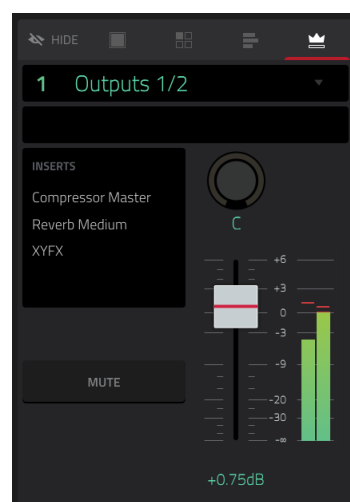 HIDE
1 Outputs 1/2
INSERTS
Compressor Master
Reverb Medium
XYFX
C
+6
+3
0
-3
-9
-20
-30
-∞
MUTE
+0.75dB